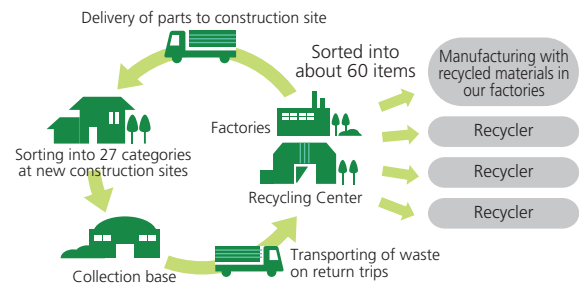 Delivery of parts to construction site
Sorted into
about 60 items
Manufacturing with
recycled materials in
our factories
Factories
Recycler
Sorting into 27 categories
at new construction sites
Recycler
Recycling Center
Recycler
Transporting of waste
on return trips
Collection base